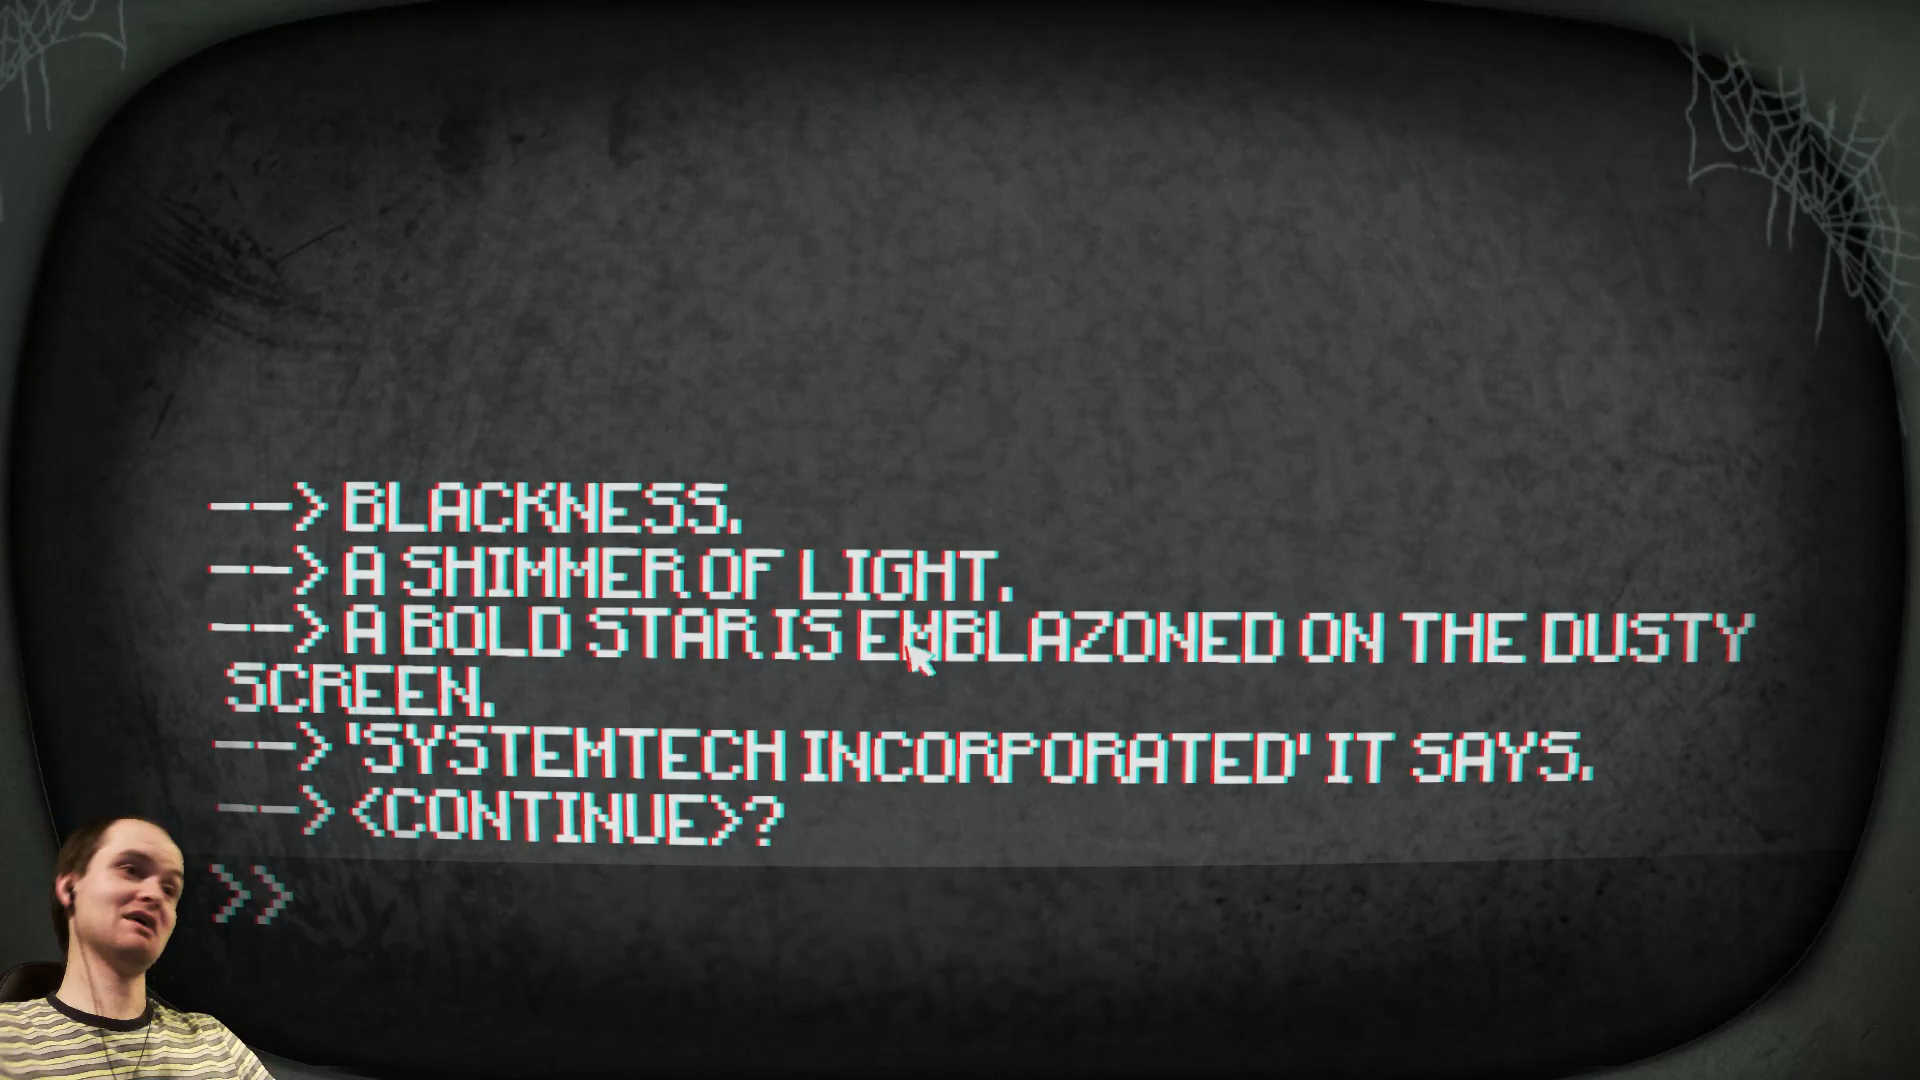 --> BLACKNESS.
--> A SHIMMER OF LIGHT.
--> A BOLD STAR IS EMBLAZONED ON THE DUSTY
SCREEN.
--> 'SYSTEMTECH INCORPORATED' IT SAYS.
--> <CONTINUE>?
>>